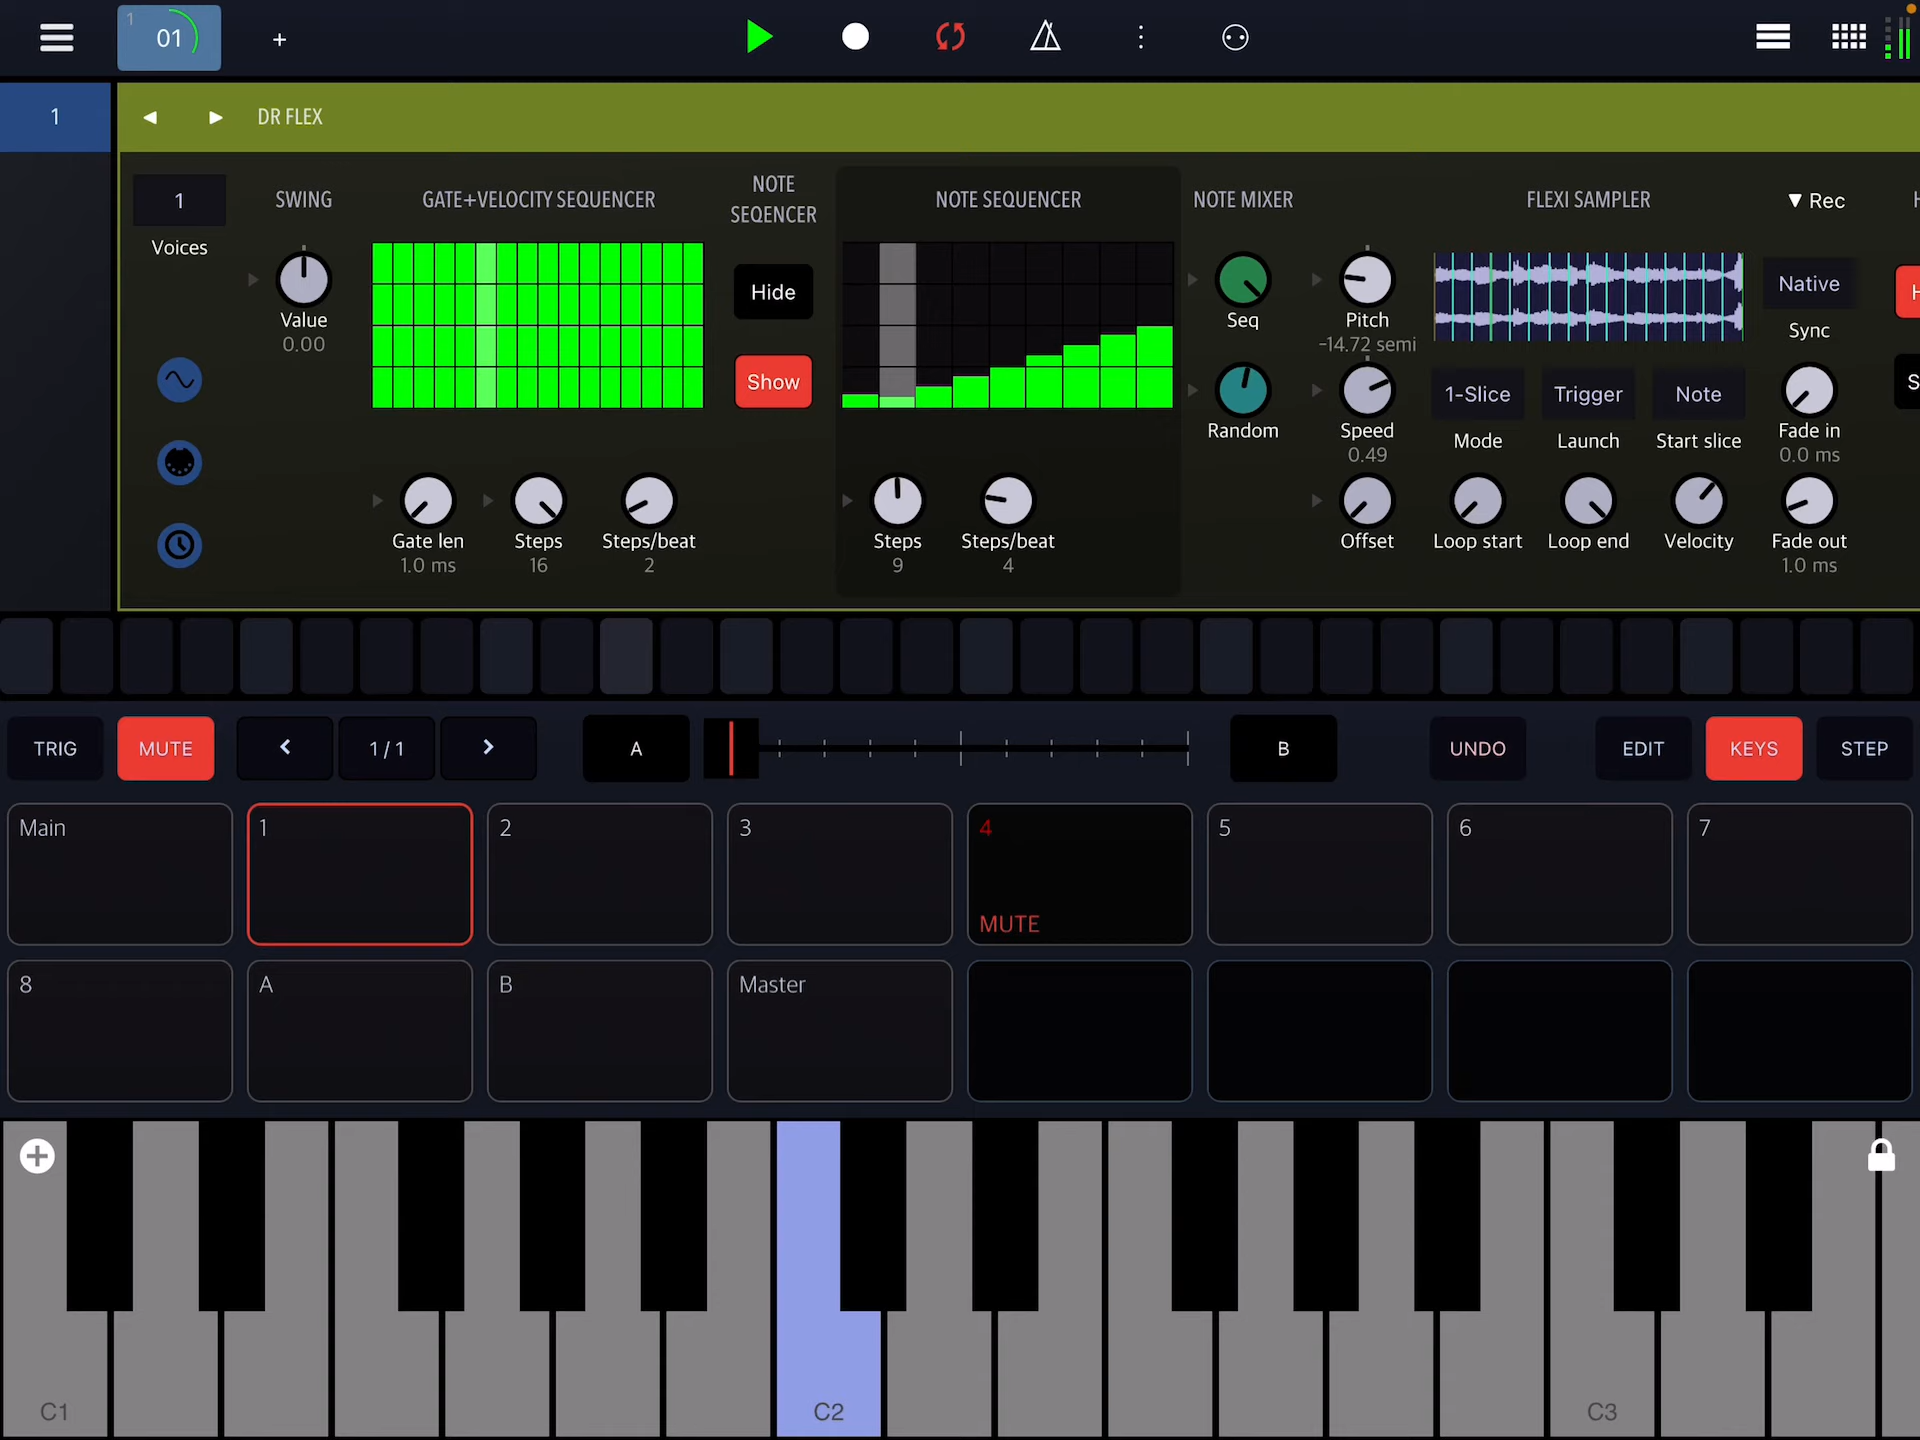 1
01
1
DR FLEX
1
Voices
SWING
Value
0.00
GATE+VELOCITY SEQUENCER
Gate len
1.0 ms
Steps
16
Steps/beat
2
NOTE
SEQENCER
Hide
Show
NOTE SEQUENCER
Steps
9
Steps/beat
4
NOTE MIXER
Seq
Random
Pitch
-14.72 semi
Speed
0.49
Offset
FLEXI SAMPLER
Rec
1-Slice
Mode
Trigger
Launch
Note
Start slice
Loop start
Loop end
Velocity
Native
Sync
Fade in
0.0 ms
Fade out
1.0 ms
TRIG
MUTE
1 / 1
A
B
UNDO
EDIT
KEYS
STEP
Main
1
2
3
4
MUTE
5
6
7
8
A
B
Master
C1
C2
C3